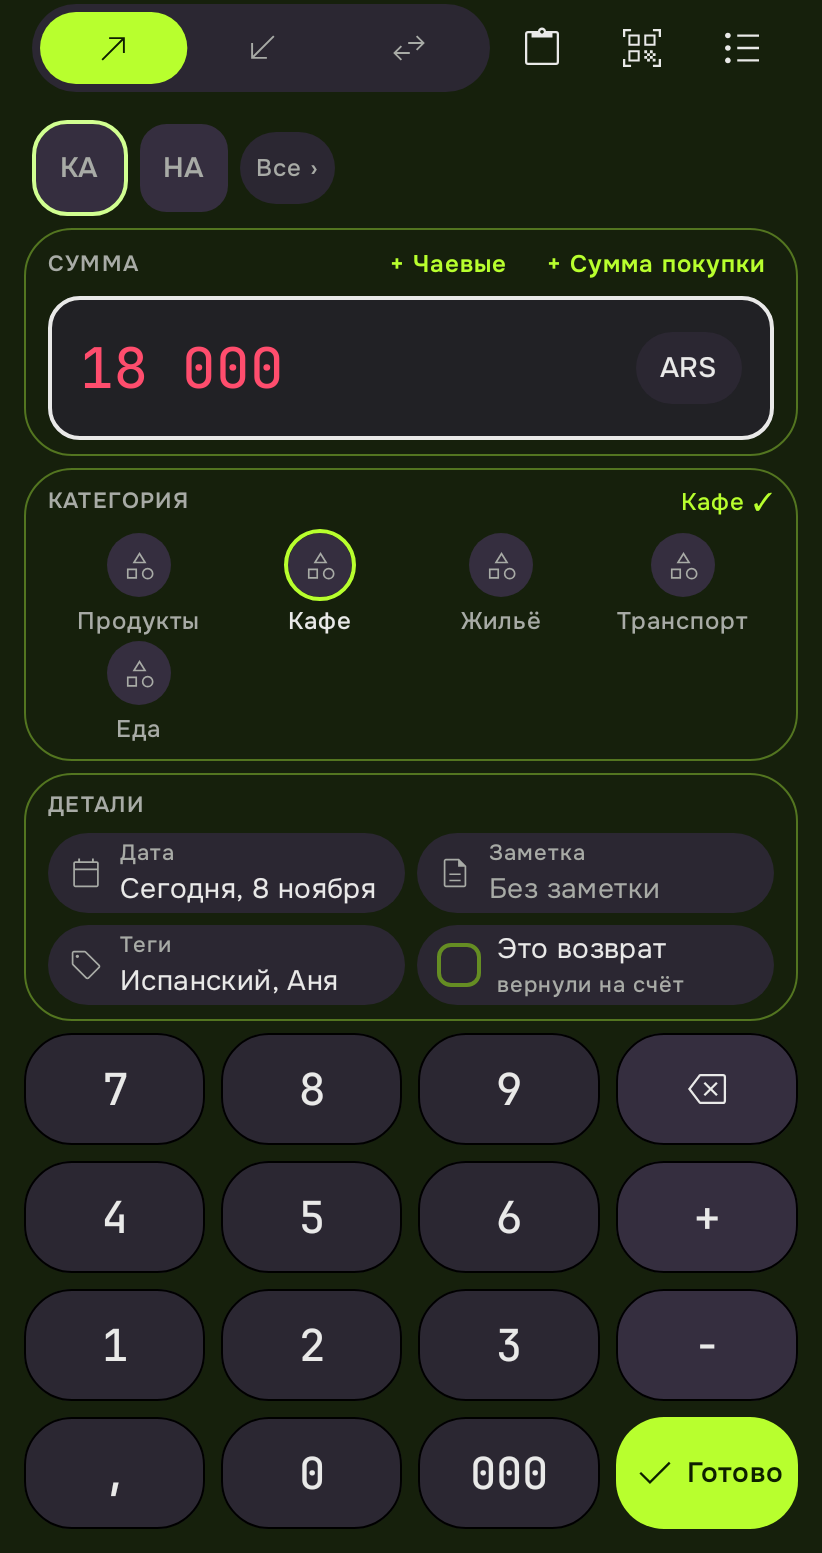 КА НА Все ›
СУММА + Чаевые + Сумма покупки
18 000 ARS
КАТЕГОРИЯ Кафе ✓
Продукты Кафе Жильё Транспорт
Еда
ДЕТАЛИ
Дата
Сегодня, 8 ноября
Заметка
Без заметки
Теги
Испанский, Аня
Это возврат
вернули на счёт
7 8 9
4 5 6 +
1 2 3 -
, 0 000 Готово